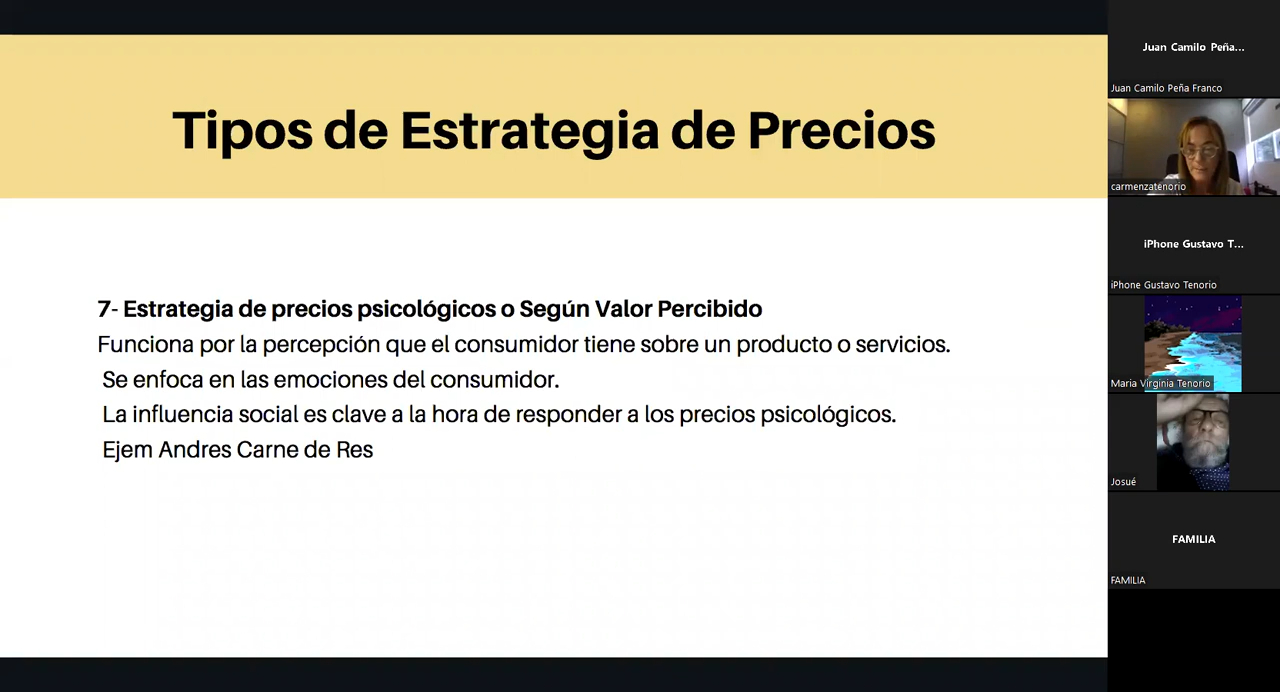 Tipos de Estrategia de Precios
7- Estrategia de precios psicológicos o Según Valor Percibido
Funciona por la percepción que el consumidor tiene sobre un producto o servicios.
Se enfoca en las emociones del consumidor.
La influencia social es clave a la hora de responder a los precios psicológicos.
Ejem Andres Carne de Res
Juan Camilo Peña...
Juan Camilo Peña Franco
carmenzatenorio
iPhone Gustavo T...
iPhone Gustavo Tenorio
Maria Virginia Tenorio
Josué
FAMILIA
FAMILIA